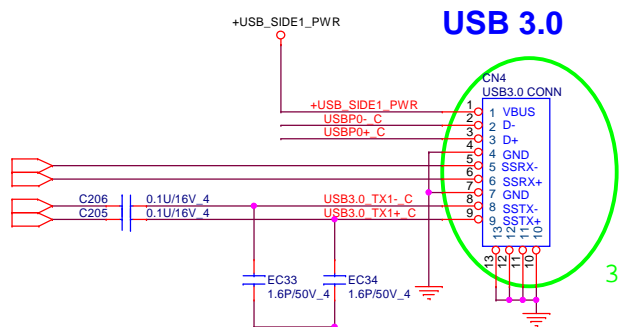 USB 3.0
+USB_SIDE1_PWR
CN4
USB3.0 CONN
+USB_SIDE1_PWR 1 1 VBUS
USBP0-_C 2 2 D-
USBP0+_C 3 3 D+
4 4 GND
5 5 SSRX-
6 6 SSRX+
7 7 GND
C206 0.1U/16V_4 USB3.0_TX1-_C 8 8 SSTX-
C205 0.1U/16V_4 USB3.0_TX1+_C 9 9 SSTX+
13 12 11 10
13 12 11 10
EC33 EC34
1.6P/50V_4 1.6P/50V_4
3